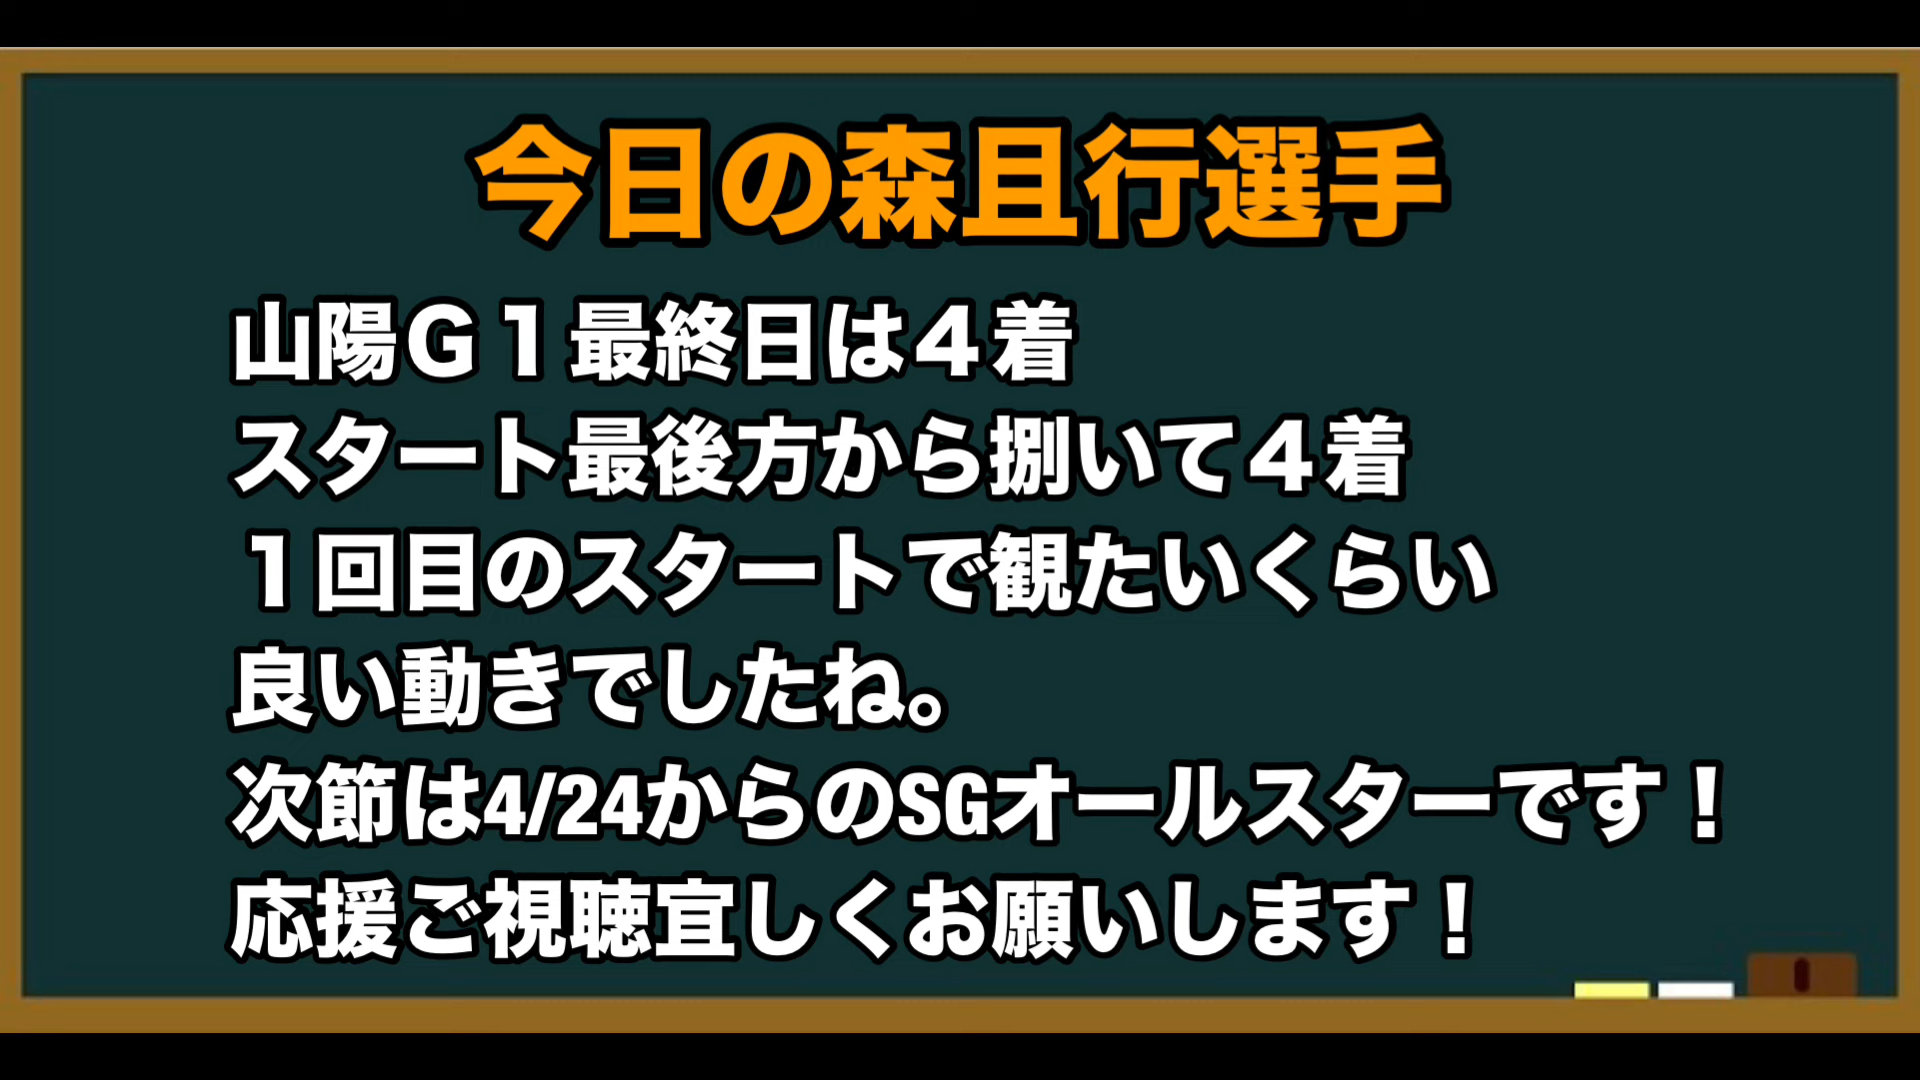 今日の森且行選手
山陽G１最終日は４着
スタート最後方から捌いて４着
１回目のスタートで観たいくらい
良い動きでしたね。
次節は4/24からのSGオールスターです！
応援ご視聴宜しくお願いします！